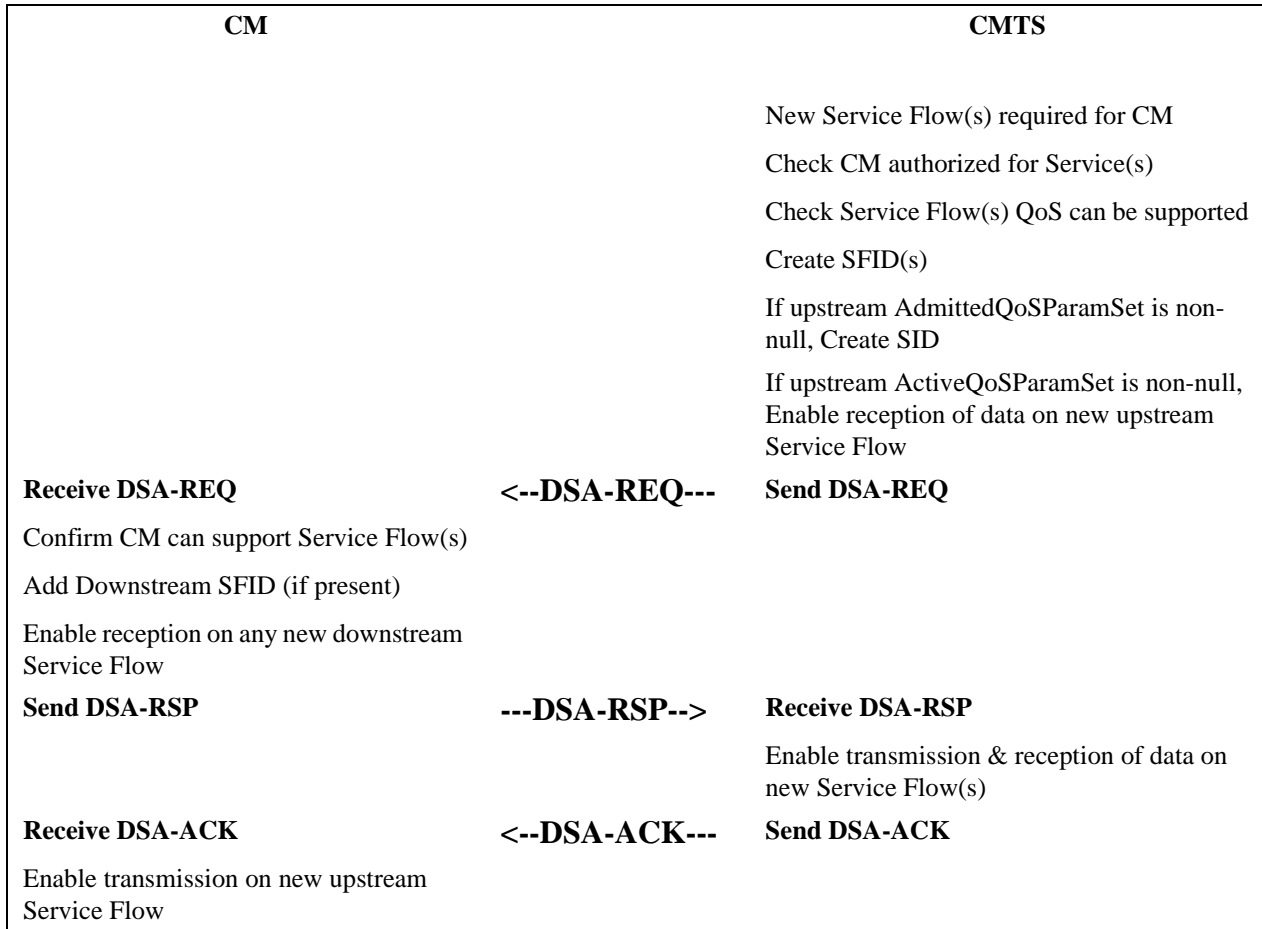 CM CMTS
New Service Flow(s) required for CM
Check CM authorized for Service(s)
Check Service Flow(s) QoS can be supported
Create SFID(s)
If upstream AdmittedQoSParamSet is non-
null, Create SID
If upstream ActiveQoSParamSet is non-null,
Enable reception of data on new upstream
Service Flow
Receive DSA-REQ <--DSA-REQ--- Send DSA-REQ
Confirm CM can support Service Flow(s)
Add Downstream SFID (if present)
Enable reception on any new downstream
Service Flow
Send DSA-RSP ---DSA-RSP--> Receive DSA-RSP
Enable transmission & reception of data on
new Service Flow(s)
Receive DSA-ACK <--DSA-ACK--- Send DSA-ACK
Enable transmission on new upstream
Service Flow